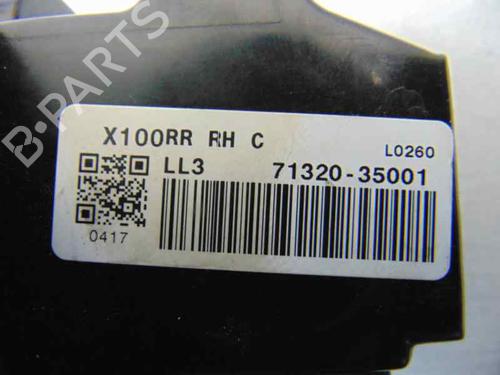 B-PARTS
X100RR RH C
L0260
LL3 71320-35001
0417